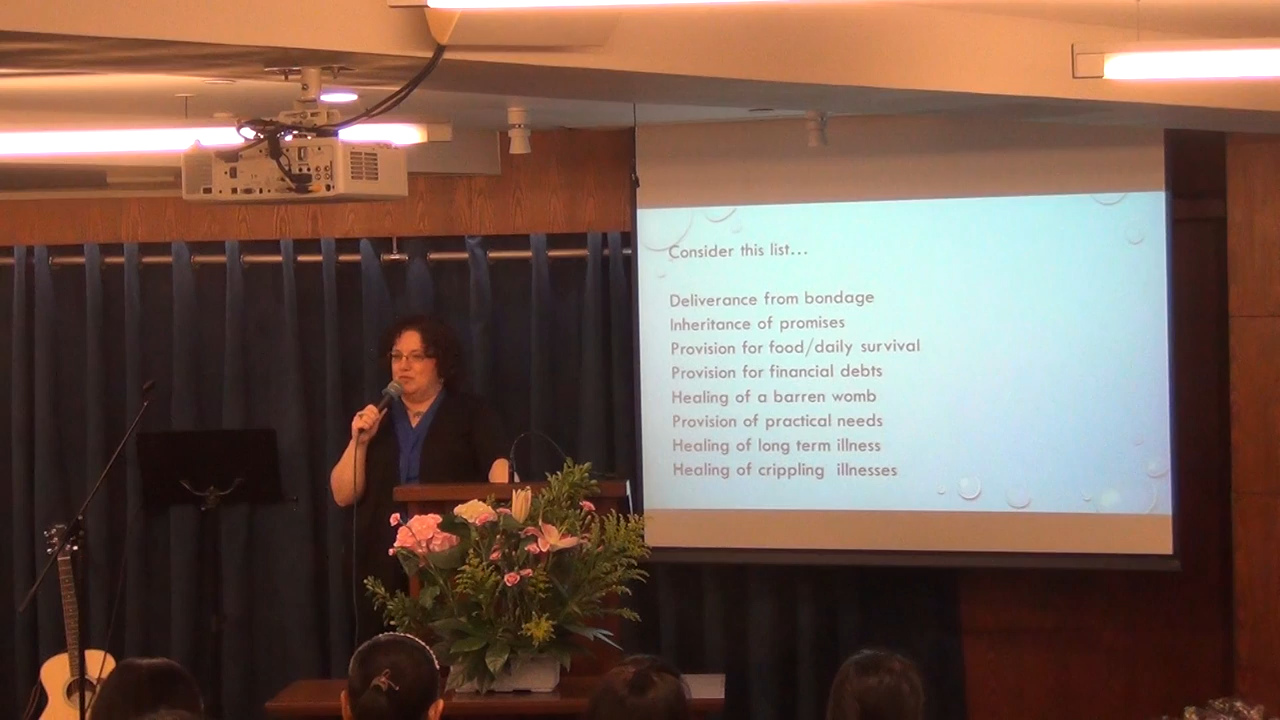 Consider this list...
Deliverance from bondage
Inheritance of promises
Provision for food/daily survival
Provision for financial debts
Healing of a barren womb
Provision of practical needs
Healing of long term illness
Healing of crippling illnesses